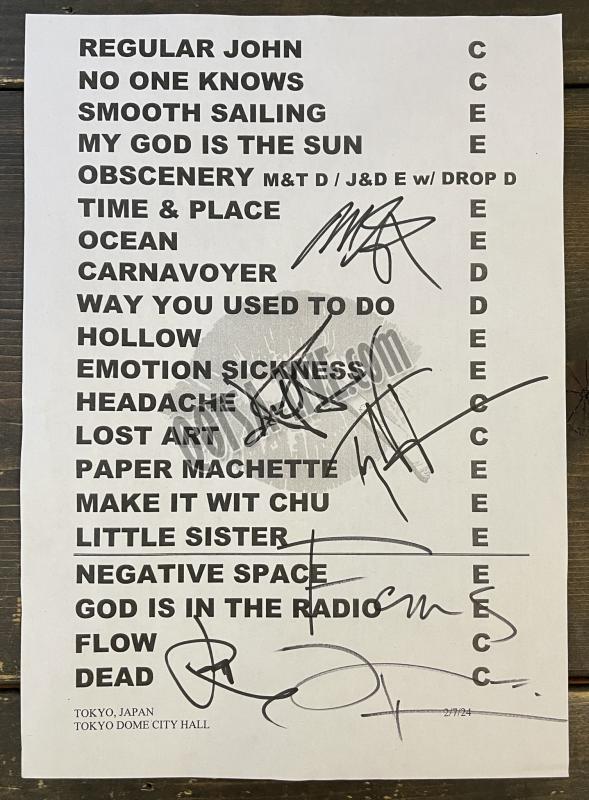 REGULAR JOHN C
NO ONE KNOWS C
SMOOTH SAILING E
MY GOD IS THE SUN E
OBSCENERY M&T D / J&D E w/ DROP D
TIME & PLACE E
OCEAN E
CARNAVOYER D
WAY YOU USED TO DO D
HOLLOW E
EMOTION SICKNESS E
HEADACHE C
LOST ART C
PAPER MACHETTE E
MAKE IT WIT CHU E
LITTLE SISTER E
NEGATIVE SPACE E
GOD IS IN THE RADIO E
FLOW C
DEAD C
TOKYO, JAPAN 2/7/24
TOKYO DOME CITY HALL